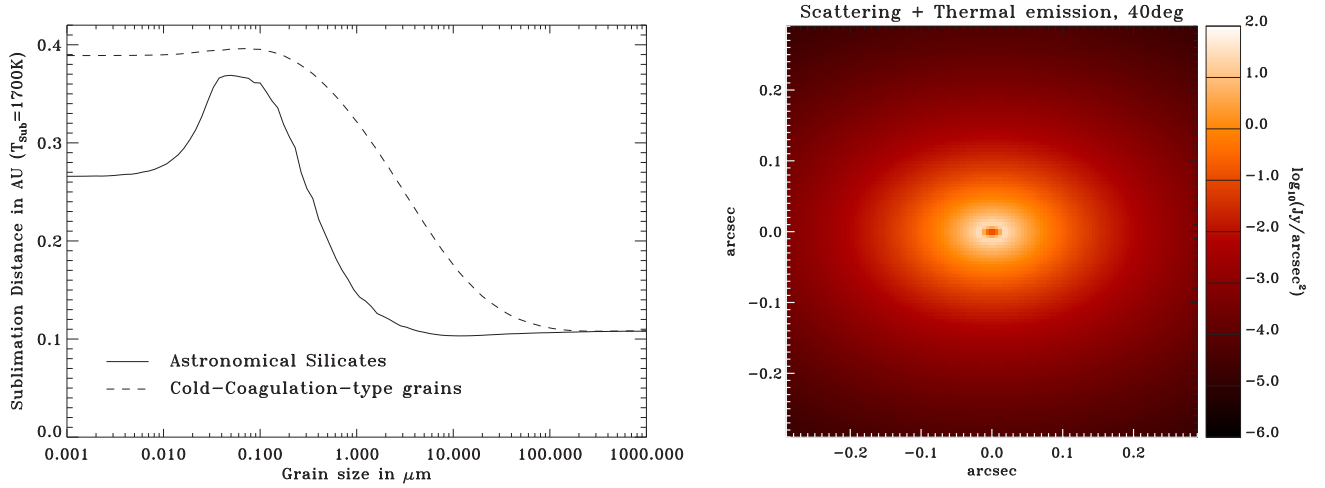 Sublimation Distance in AU (T_Sub=1700K)
0.4
0.3
0.2
0.1
0.0
Astronomical Silicates
Cold-Coagulation-type grains
0.001 0.010 0.100 1.000 10.000 100.000 1000.000
Grain size in μm
Scattering + Thermal emission, 40deg
arcsec
0.2
0.1
0.0
-0.1
-0.2
-0.2 -0.1 0.0 0.1 0.2
arcsec
2.0
1.0
0.0
-1.0
-2.0
-3.0
-4.0
-5.0
-6.0
log10(Jy/arcsec²)